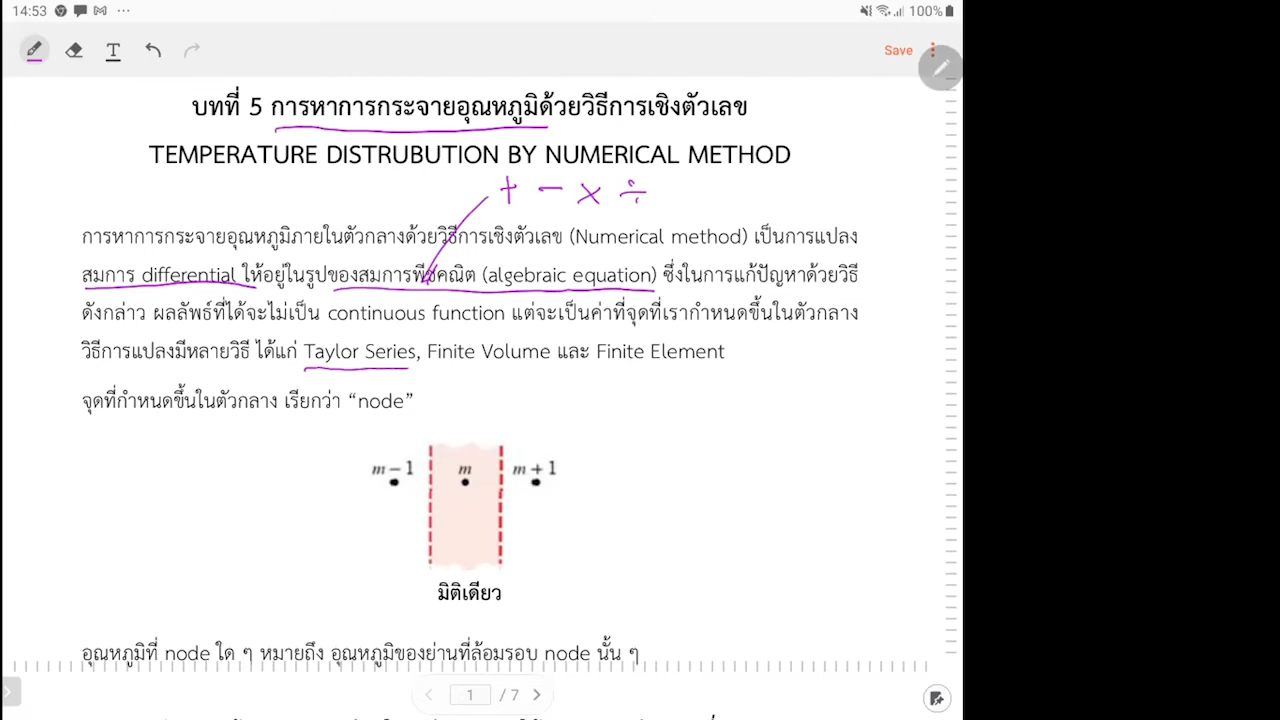 14:53 ... 100%
T Save
บทที่ 5 การหาการกระจายอุณหภูมิด้วยวิธีการเชิงตัวเลข
TEMPERATURE DISTRUBUTION BY NUMERICAL METHOD
+ - × ÷
การหาการกระจายอุณหภูมิภายในตัวกลางด้วยวิธีการเชิงตัวเลข (Numerical method) เป็นการแปลง
สมการ differential ให้อยู่ในรูปของสมการพีชคณิต (algebraic equation) ซึ่งในการแก้ปัญหาด้วยวิธี
ดังกล่าว ผลลัพธ์ที่ได้จะไม่เป็น continuous function แต่จะเป็นค่าที่จุดที่เรากำหนดขึ้นในตัวกลาง
วิธีการแปลงมีหลายวิธี ได้แก่ Taylor Series, Finite Volume และ Finite Element
จุดที่กำหนดขึ้นในตัวกลาง เรียกว่า “node”
m − 1 m m + 1
มิติเดียว
อุณหภูมิที่ node ใด ๆ หมายถึง อุณหภูมิของย่านที่ล้อมรอบ node นั้น ๆ
1 / 7